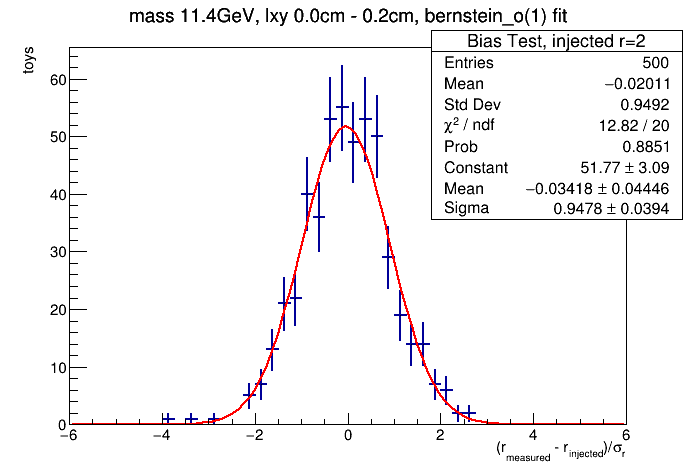 mass 11.4GeV, lxy 0.0cm - 0.2cm, bernstein_o(1) fit
toys
Bias Test, injected r=2
Entries 500
Mean −0.02011
Std Dev 0.9492
χ² / ndf 12.82 / 20
Prob 0.8851
Constant 51.77 ± 3.09
Mean −0.03418 ± 0.04446
Sigma 0.9478 ± 0.0394
60
50
40
30
20
10
0
−6 −4 −2 0 2 4 6
(r_measured - r_injected)/σ_r